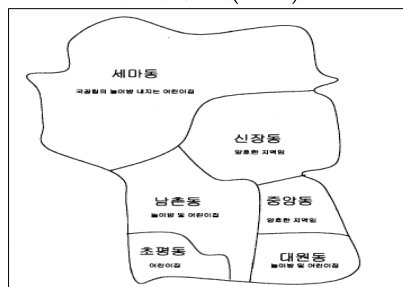 세마동
국공립의 놀이방 내지는 어린이집
신장동
양호한 지역임
남촌동
놀이방 및 어린이집
중앙동
양호한 지역임
초평동
어린이집
대원동
놀이방 및 어린이집